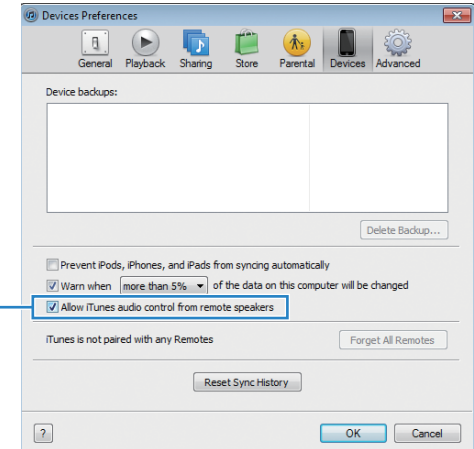 Devices Preferences
General Playback Sharing Store Parental Devices Advanced
Device backups:
Delete Backup...
Prevent iPods, iPhones, and iPads from syncing automatically
Warn when more than 5% of the data on this computer will be changed
Allow iTunes audio control from remote speakers
iTunes is not paired with any Remotes Forget All Remotes
Reset Sync History
? OK Cancel